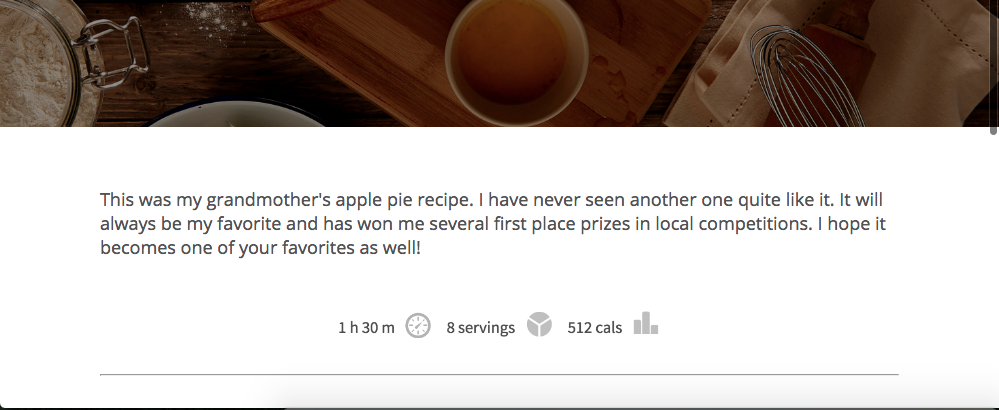 This was my grandmother's apple pie recipe. I have never seen another one quite like it. It will
always be my favorite and has won me several first place prizes in local competitions. I hope it
becomes one of your favorites as well!
1 h 30 m 8 servings 512 cals